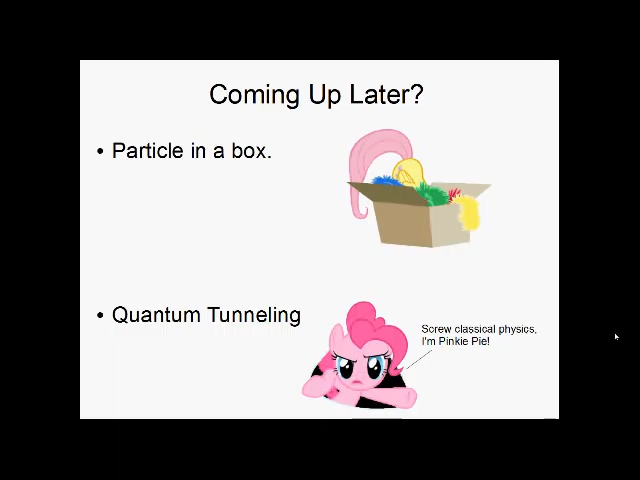 Coming Up Later?
• Particle in a box.
• Quantum Tunneling
Screw classical physics,
I'm Pinkie Pie!